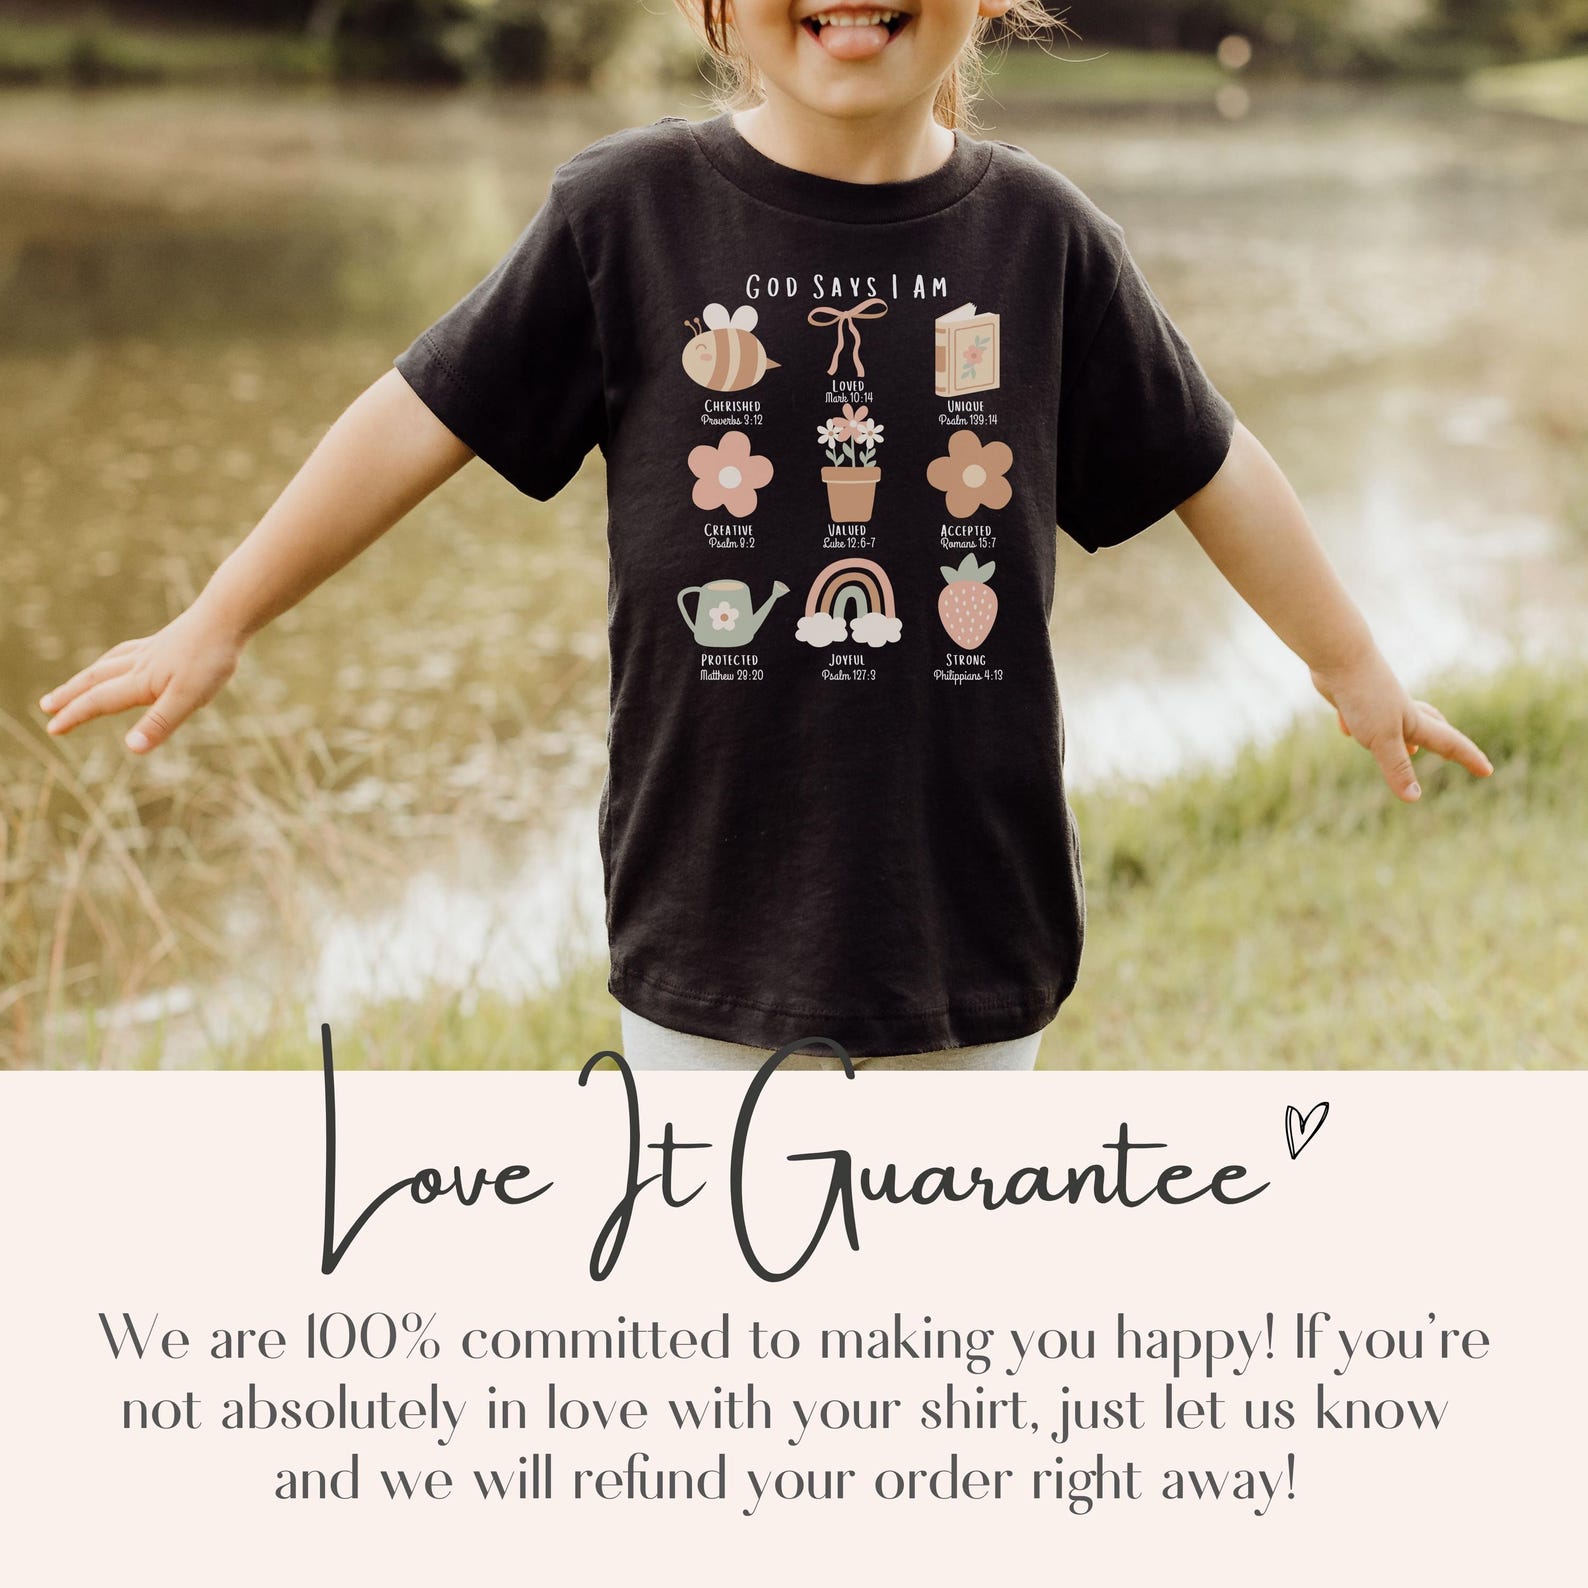 GOD SAYS I AM
CHERISHED
Proverbs 3:12
LOVED
Mark 10:14
UNIQUE
Psalm 139:14
CREATIVE
Psalm 9:2
VALUED
Luke 12:6-7
ACCEPTED
Romans 15:7
PROTECTED
Matthew 28:20
JOYFUL
Psalm 127:3
STRONG
Philippians 4:13
Love It Guarantee
We are 100% committed to making you happy! If you're
not absolutely in love with your shirt, just let us know
and we will refund your order right away!